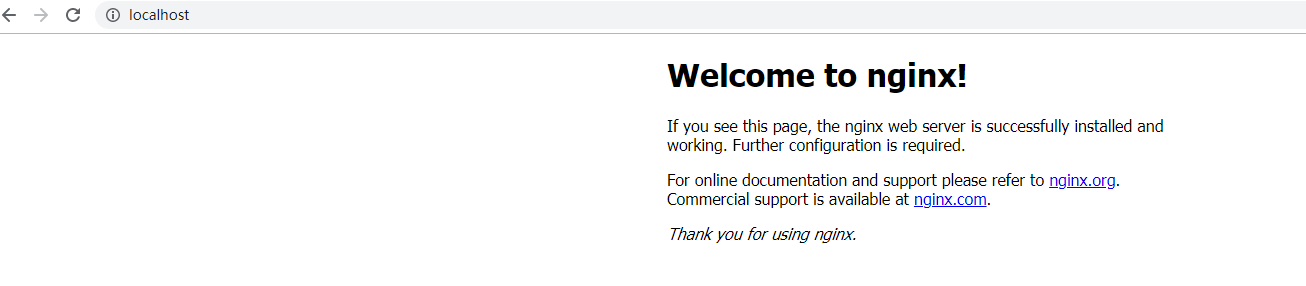 localhost
Welcome to nginx!
If you see this page, the nginx web server is successfully installed and
working. Further configuration is required.
For online documentation and support please refer to nginx.org.
Commercial support is available at nginx.com.
Thank you for using nginx.